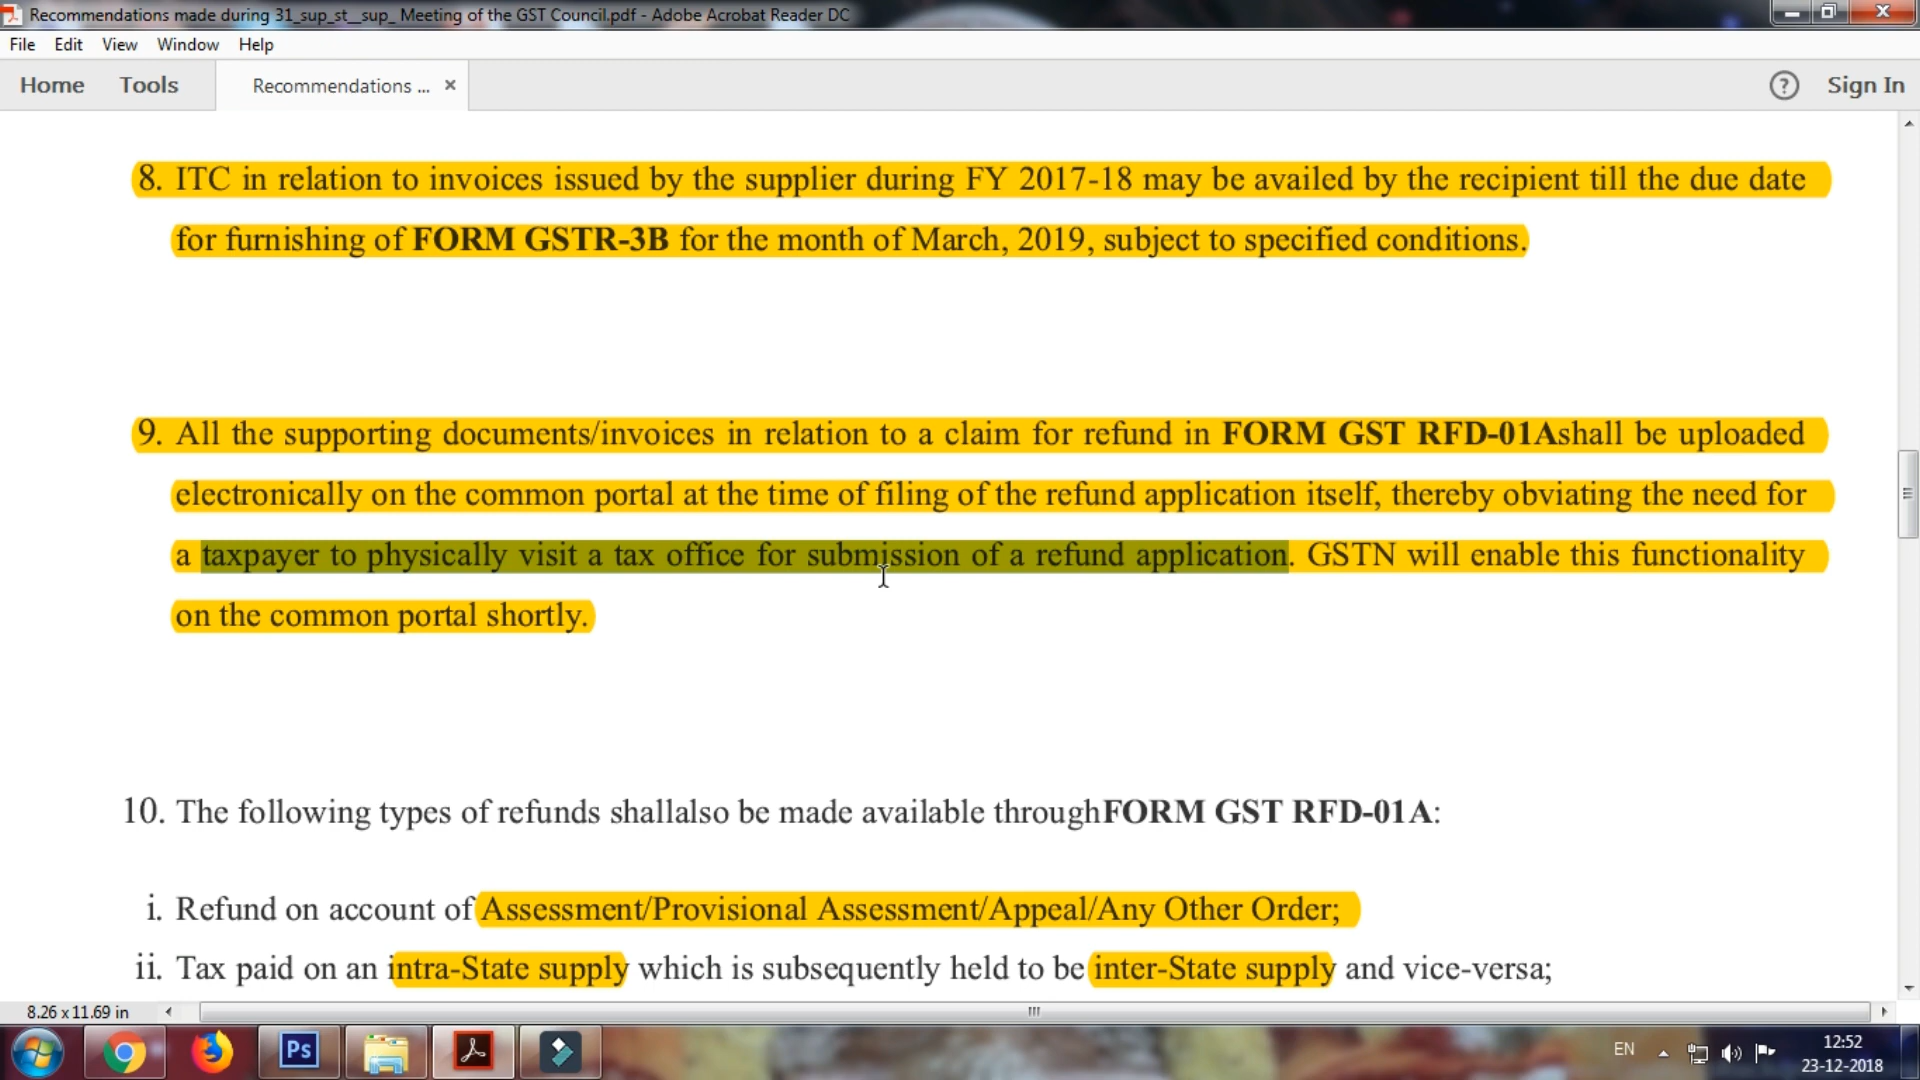 Recommendations made during 31_sup_st__sup_ Meeting of the GST Council.pdf - Adobe Acrobat Reader DC
File Edit View Window Help
Home Tools Recommendations ... × ? Sign In
8. ITC in relation to invoices issued by the supplier during FY 2017-18 may be availed by the recipient till the due date
for furnishing of FORM GSTR-3B for the month of March, 2019, subject to specified conditions.
9. All the supporting documents/invoices in relation to a claim for refund in FORM GST RFD-01Ashall be uploaded
electronically on the common portal at the time of filing of the refund application itself, thereby obviating the need for
a taxpayer to physically visit a tax office for submission of a refund application. GSTN will enable this functionality
on the common portal shortly.
10. The following types of refunds shallalso be made available throughFORM GST RFD-01A:
i. Refund on account of Assessment/Provisional Assessment/Appeal/Any Other Order;
ii. Tax paid on an intra-State supply which is subsequently held to be inter-State supply and vice-versa;
8.26 x 11.69 in
Ps
EN
12:52
23-12-2018